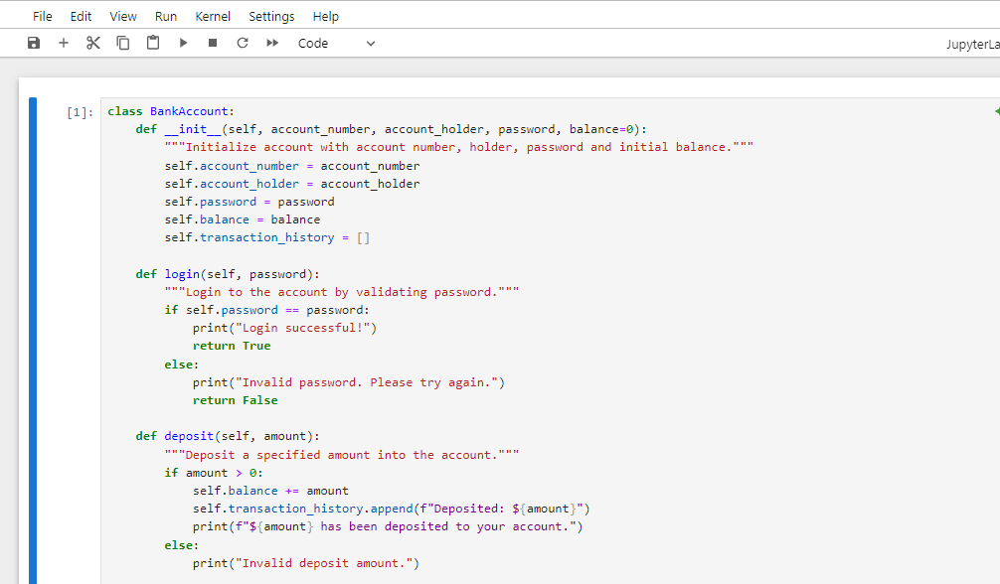 File Edit View Run Kernel Settings Help
Code
JupyterLa
[1]: class BankAccount:
    def __init__(self, account_number, account_holder, password, balance=0):
        """Initialize account with account number, holder, password and initial balance."""
        self.account_number = account_number
        self.account_holder = account_holder
        self.password = password
        self.balance = balance
        self.transaction_history = []

    def login(self, password):
        """Login to the account by validating password."""
        if self.password == password:
            print("Login successful!")
            return True
        else:
            print("Invalid password. Please try again.")
            return False

    def deposit(self, amount):
        """Deposit a specified amount into the account."""
        if amount > 0:
            self.balance += amount
            self.transaction_history.append(f"Deposited: ${amount}")
            print(f"${amount} has been deposited to your account.")
        else:
            print("Invalid deposit amount.")